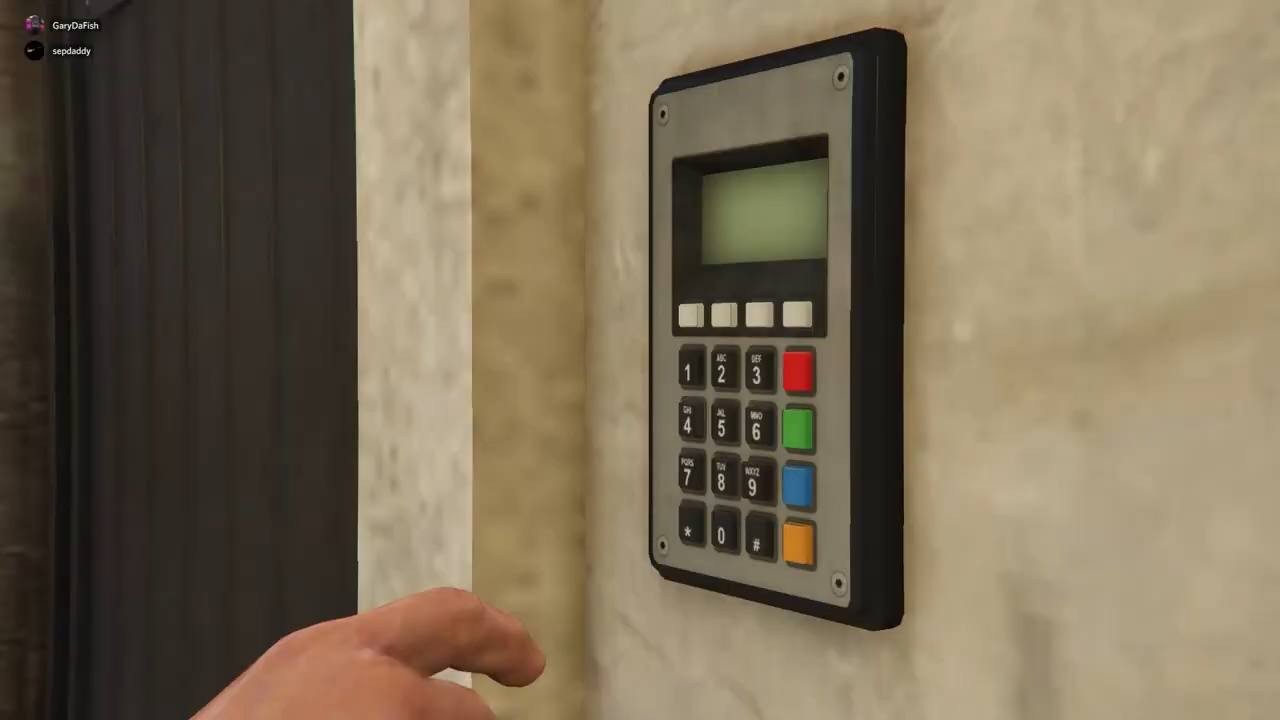 GaryDaFish
sepdaddy
1 ABC 2 DEF 3
GHI 4 JKL 5 MNO 6
PQRS 7 TUV 8 WXYZ 9
* 0 #